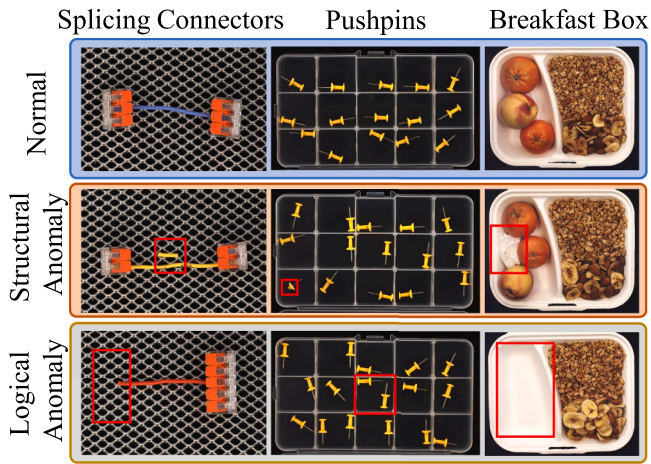 Splicing Connectors Pushpins Breakfast Box
Normal
Structural
Anomaly
Logical
Anomaly